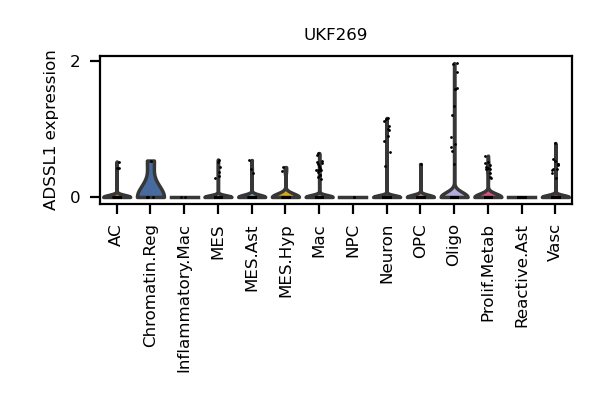 UKF269
ADSSL1 expression
2
0
AC
Chromatin.Reg
Inflammatory.Mac
MES
MES.Ast
MES.Hyp
Mac
NPC
Neuron
OPC
Oligo
Prolif.Metab
Reactive.Ast
Vasc